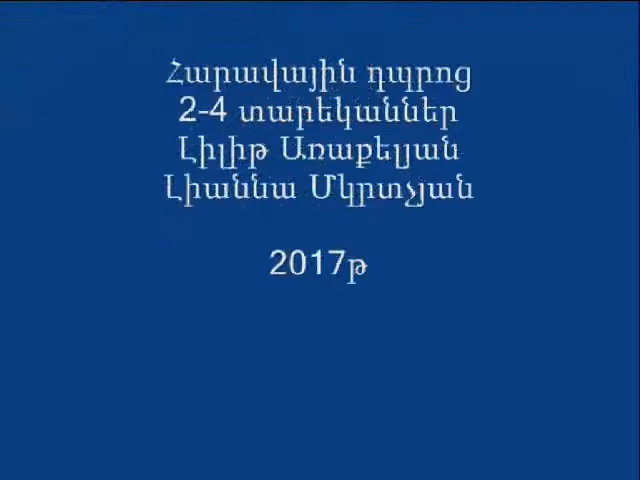 Հարավային դպրոց
2-4 տարեկաններ
Լիլիթ Առաքելյան
Լիաննա Մկրտչյան
2017թ